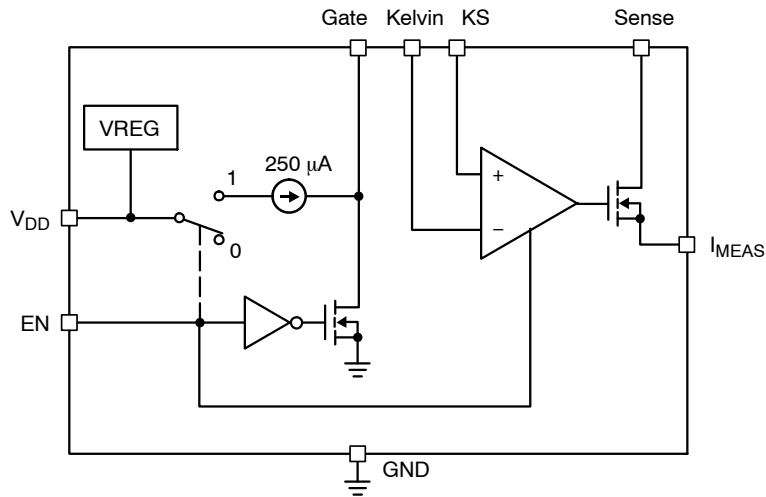 Gate Kelvin KS Sense
VREG
250 μA
1
+
V_DD
0
−
I_MEAS
EN
GND